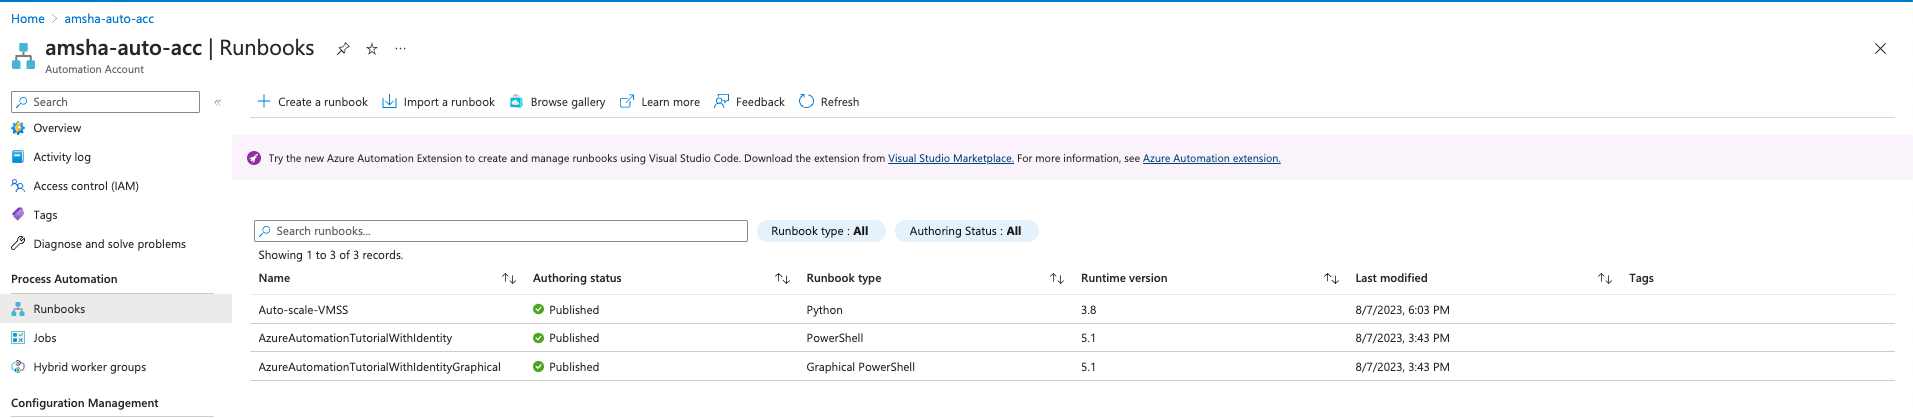 Home > amsha-auto-acc
amsha-auto-acc | Runbooks ...
Automation Account
Search «
Overview
Activity log
Access control (IAM)
Tags
Diagnose and solve problems
Process Automation
Runbooks
Jobs
Hybrid worker groups
Configuration Management
Create a runbook Import a runbook Browse gallery Learn more Feedback Refresh
Try the new Azure Automation Extension to create and manage runbooks using Visual Studio Code. Download the extension from Visual Studio Marketplace. For more information, see Azure Automation extension.
Search runbooks... Runbook type : All Authoring Status : All
Showing 1 to 3 of 3 records.
Name Authoring status Runbook type Runtime version Last modified Tags
Auto-scale-VMSS Published Python 3.8 8/7/2023, 6:03 PM
AzureAutomationTutorialWithIdentity Published PowerShell 5.1 8/7/2023, 3:43 PM
AzureAutomationTutorialWithIdentityGraphical Published Graphical PowerShell 5.1 8/7/2023, 3:43 PM